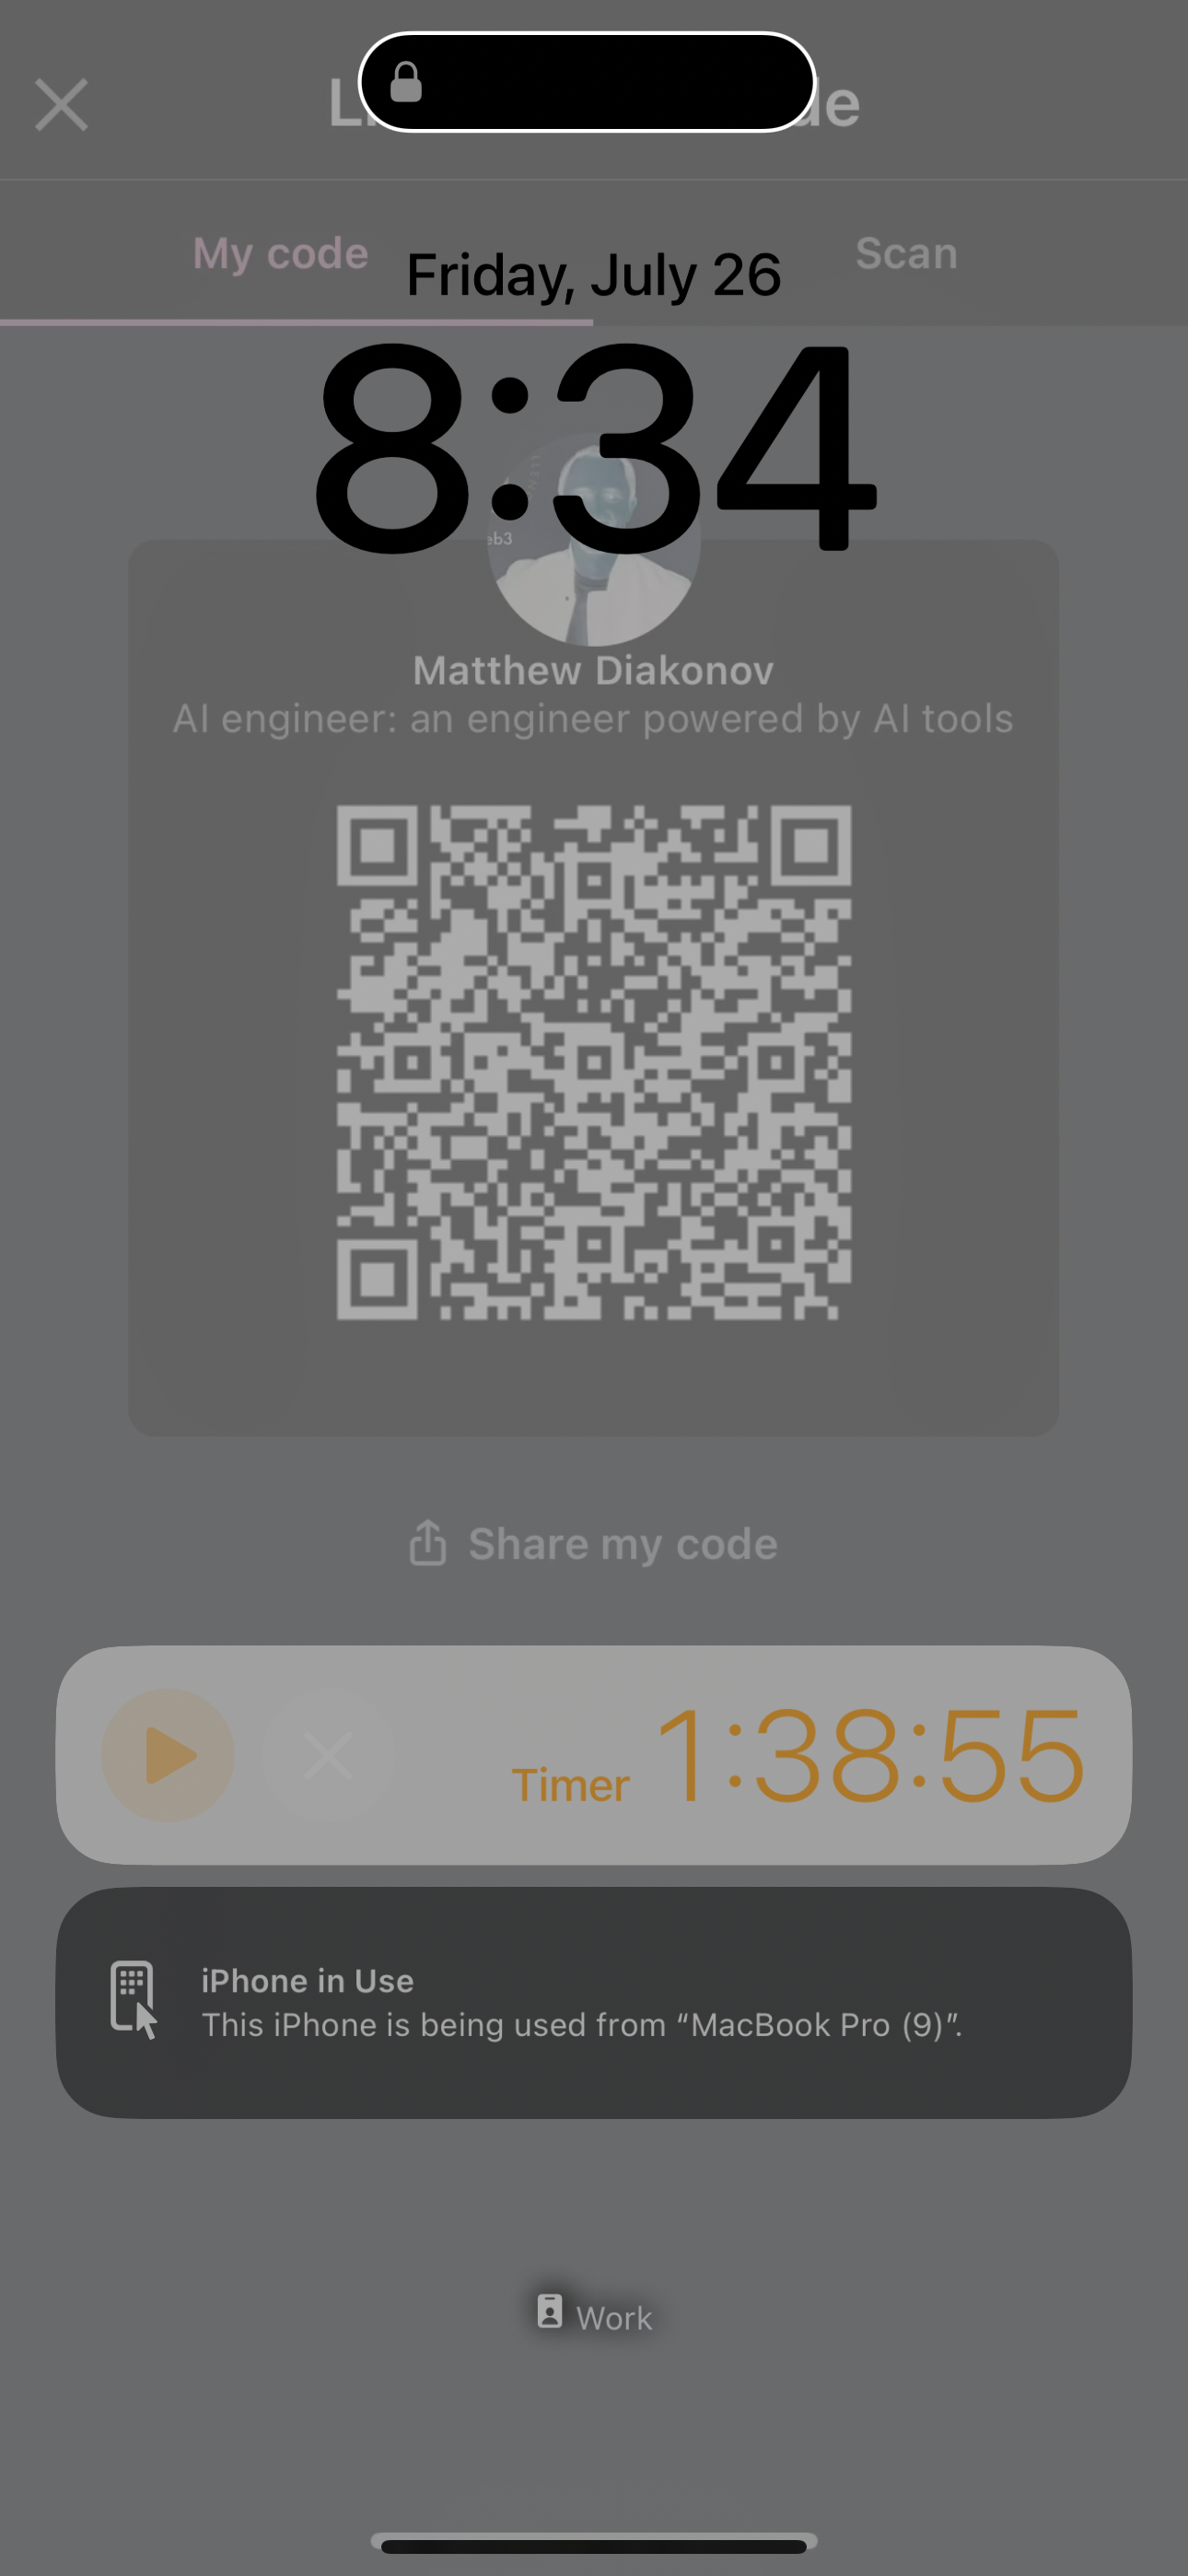 My code
Scan
Friday, July 26
8:34
eb3
Matthew Diakonov
AI engineer: an engineer powered by AI tools
Share my code
Timer 1:38:55
iPhone in Use
This iPhone is being used from “MacBook Pro (9)”.
Work